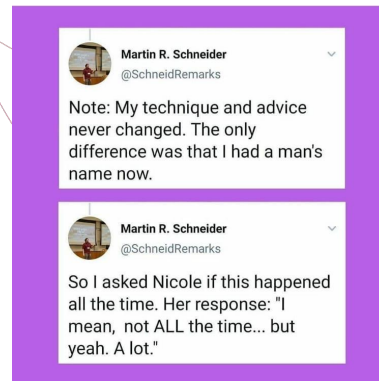 Martin R. Schneider
@SchneidRemarks
Note: My technique and advice
never changed. The only
difference was that I had a man's
name now.
Martin R. Schneider
@SchneidRemarks
So I asked Nicole if this happened
all the time. Her response: "I
mean, not ALL the time... but
yeah. A lot."